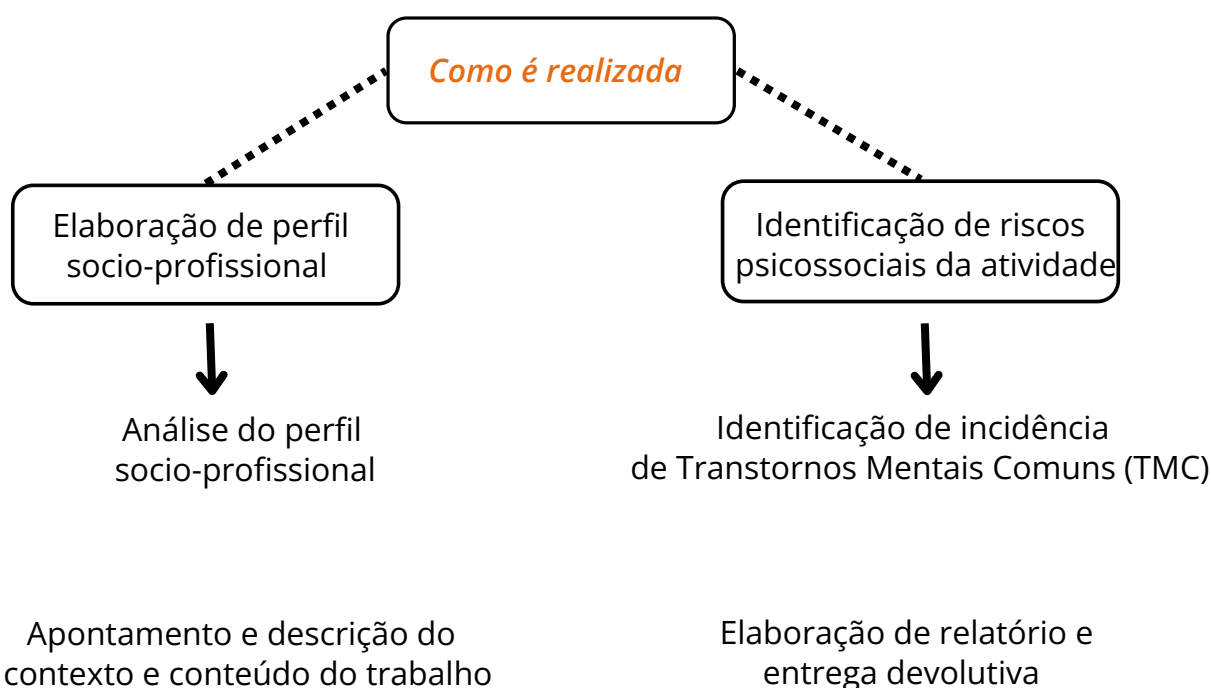 Como é realizada
Elaboração de perfil
socio-profissional
Identificação de riscos
psicossociais da atividade
Análise do perfil
socio-profissional
Identificação de incidência
de Transtornos Mentais Comuns (TMC)
Apontamento e descrição do
contexto e conteúdo do trabalho
Elaboração de relatório e
entrega devolutiva